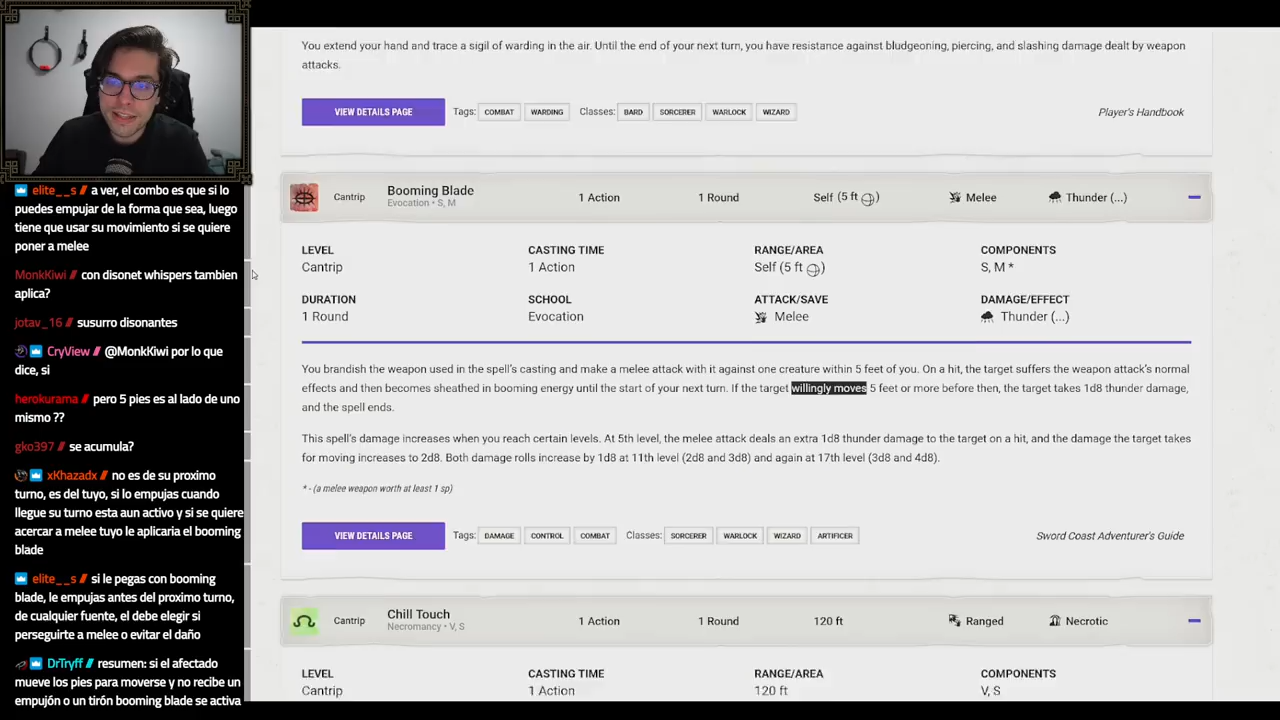 elite__s // a ver, el combo es que si lo
puedes empujar de la forma que sea, luego
tiene que usar su movimiento si se quiere
poner a melee
MonkKiwi // con disonet whispers tambien
aplica?
jotav_16 // susurro disonantes
CryView // @MonkKiwi por lo que
dice, si
herokurama // pero 5 pies es al lado de uno
mismo ??
gko397 // se acumula?
xKhazadx // no es de su proximo
turno, es del tuyo, si lo empujas cuando
llegue su turno esta aun activo y si se quiere
acercar a melee tuyo le aplicaria el booming
blade
elite__s // si le pegas con booming
blade, le empujas antes del proximo turno,
de cualquier fuente, el debe elegir si
perseguirte a melee o evitar el daño
DrTryff // resumen: si el afectado
mueve los pies para moverse y no recibe un
empujón o un tirón booming blade se activa
You extend your hand and trace a sigil of warding in the air. Until the end of your next turn, you have resistance against bludgeoning, piercing, and slashing damage dealt by weapon
attacks.
VIEW DETAILS PAGE Tags: COMBAT WARDING Classes: BARD SORCERER WARLOCK WIZARD Player's Handbook
Cantrip Booming Blade 1 Action 1 Round Self (5 ft) Melee Thunder (...)
Evocation • S, M
LEVEL CASTING TIME RANGE/AREA COMPONENTS
Cantrip 1 Action Self (5 ft) S, M *
DURATION SCHOOL ATTACK/SAVE DAMAGE/EFFECT
1 Round Evocation Melee Thunder (...)
You brandish the weapon used in the spell's casting and make a melee attack with it against one creature within 5 feet of you. On a hit, the target suffers the weapon attack's normal
effects and then becomes sheathed in booming energy until the start of your next turn. If the target willingly moves 5 feet or more before then, the target takes 1d8 thunder damage,
and the spell ends.
This spell's damage increases when you reach certain levels. At 5th level, the melee attack deals an extra 1d8 thunder damage to the target on a hit, and the damage the target takes
for moving increases to 2d8. Both damage rolls increase by 1d8 at 11th level (2d8 and 3d8) and again at 17th level (3d8 and 4d8).
* - (a melee weapon worth at least 1 sp)
VIEW DETAILS PAGE Tags: DAMAGE CONTROL COMBAT Classes: SORCERER WARLOCK WIZARD ARTIFICER Sword Coast Adventurer's Guide
Cantrip Chill Touch 1 Action 1 Round 120 ft Ranged Necrotic
Necromancy • V, S
LEVEL CASTING TIME RANGE/AREA COMPONENTS
Cantrip 1 Action 120 ft V, S